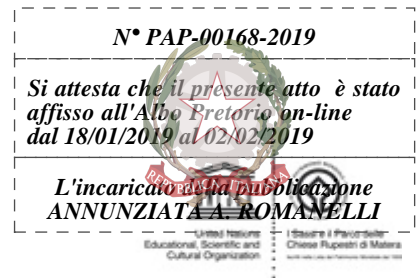 N° PAP-00168-2019
Si attesta che il presente atto è stato
affisso all'Albo Pretorio on-line
dal 18/01/2019 al 02/02/2019
L'incaricato della pubblicazione
ANNUNZIATA A. ROMANELLI
REPVBBLICA ITALIANA
United Nations
Educational, Scientific and
Cultural Organization
I Sassi e il Parco delle
Chiese Rupestri di Matera